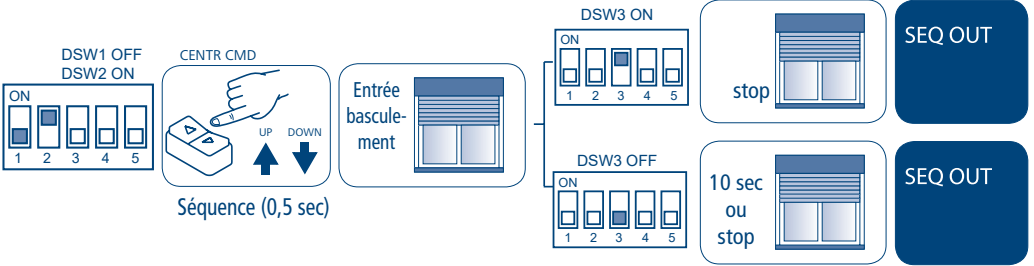 DSW1 OFF
DSW2 ON
ON
1 2 3 4 5
CENTR CMD
UP DOWN
Séquence (0,5 sec)
Entrée
bascule-
ment
DSW3 ON
ON
1 2 3 4 5
stop
SEQ OUT
DSW3 OFF
ON
1 2 3 4 5
10 sec
ou
stop
SEQ OUT